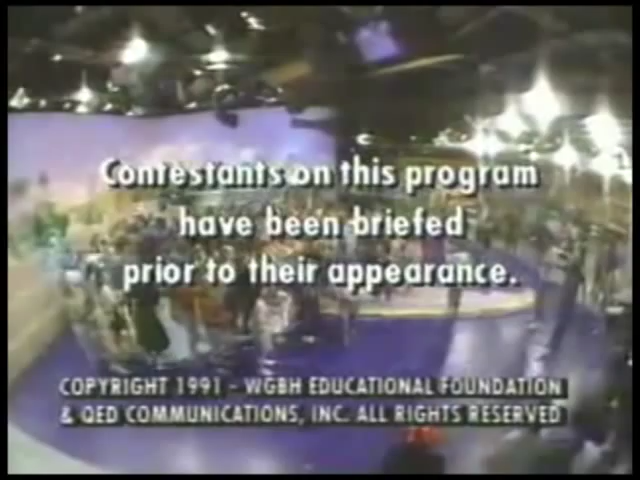 Contestants on this program
have been briefed
prior to their appearance.
COPYRIGHT 1991 - WGBH EDUCATIONAL FOUNDATION
& QED COMMUNICATIONS, INC. ALL RIGHTS RESERVED